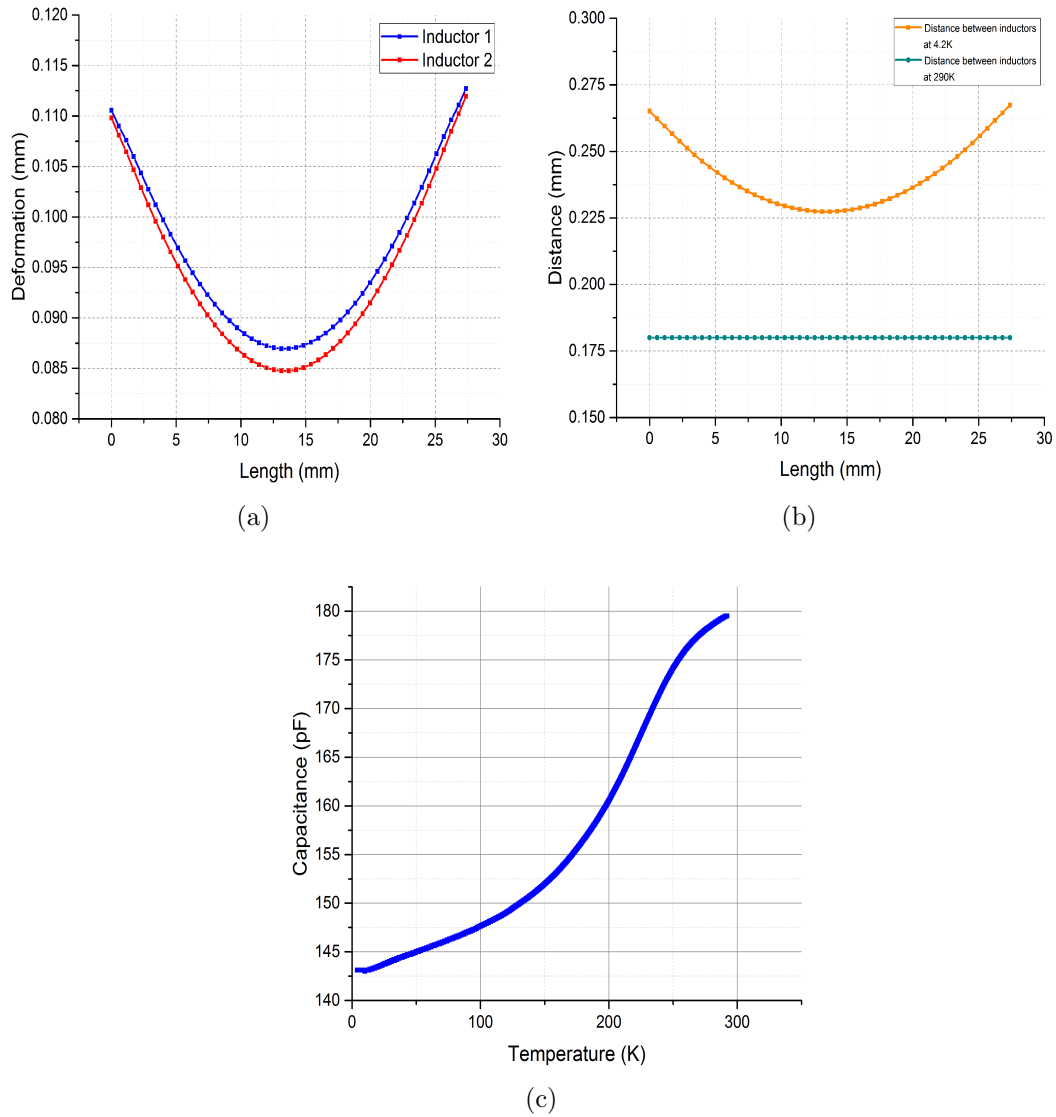 0.120
0.115
0.110
0.105
0.100
0.095
0.090
0.085
0.080
Deformation (mm)
Inductor 1
Inductor 2
0 5 10 15 20 25 30
Length (mm)
(a)
0.300
0.275
0.250
0.225
0.200
0.175
0.150
Distance (mm)
Distance between inductors
at 4.2K
Distance between inductors
at 290K
0 5 10 15 20 25 30
Length (mm)
(b)
180
175
170
165
160
155
150
145
140
Capacitance (pF)
0 100 200 300
Temperature (K)
(c)